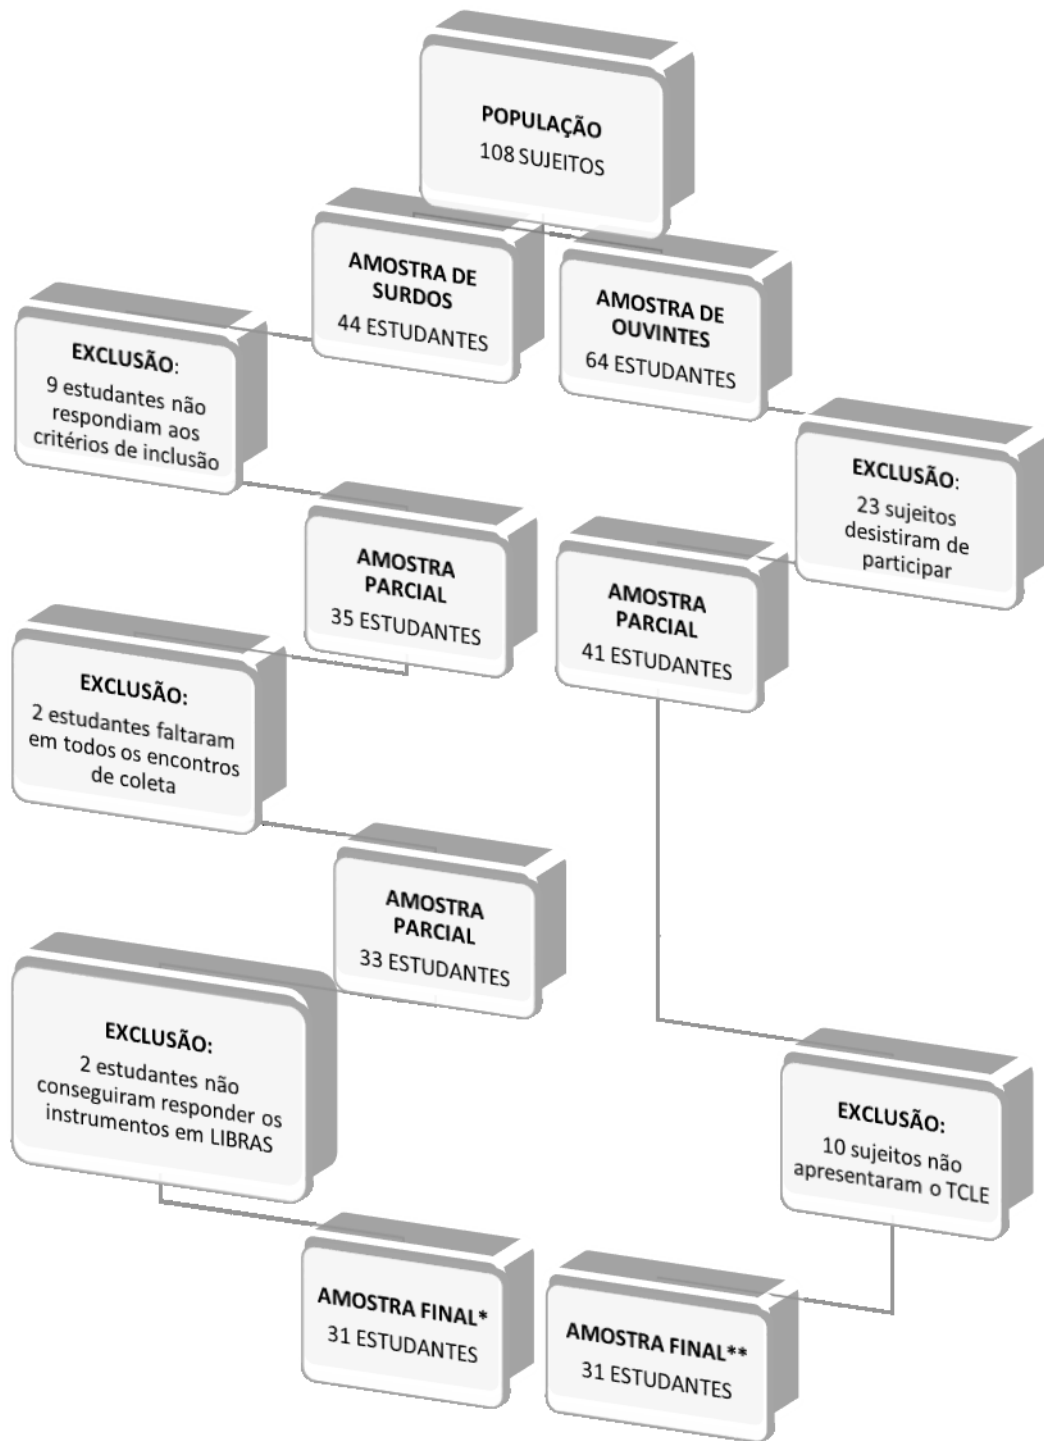 POPULAÇÃO
108 SUJEITOS
AMOSTRA DE
SURDOS
44 ESTUDANTES
AMOSTRA DE
OUVINTES
64 ESTUDANTES
EXCLUSÃO:
9 estudantes não
respondiam aos
critérios de inclusão
EXCLUSÃO:
23 sujeitos
desistiram de
participar
AMOSTRA
PARCIAL
35 ESTUDANTES
AMOSTRA
PARCIAL
41 ESTUDANTES
EXCLUSÃO:
2 estudantes faltaram
em todos os encontros
de coleta
AMOSTRA
PARCIAL
33 ESTUDANTES
EXCLUSÃO:
2 estudantes não
conseguiram responder os
instrumentos em LIBRAS
EXCLUSÃO:
10 sujeitos não
apresentaram o TCLE
AMOSTRA FINAL*
31 ESTUDANTES
AMOSTRA FINAL**
31 ESTUDANTES